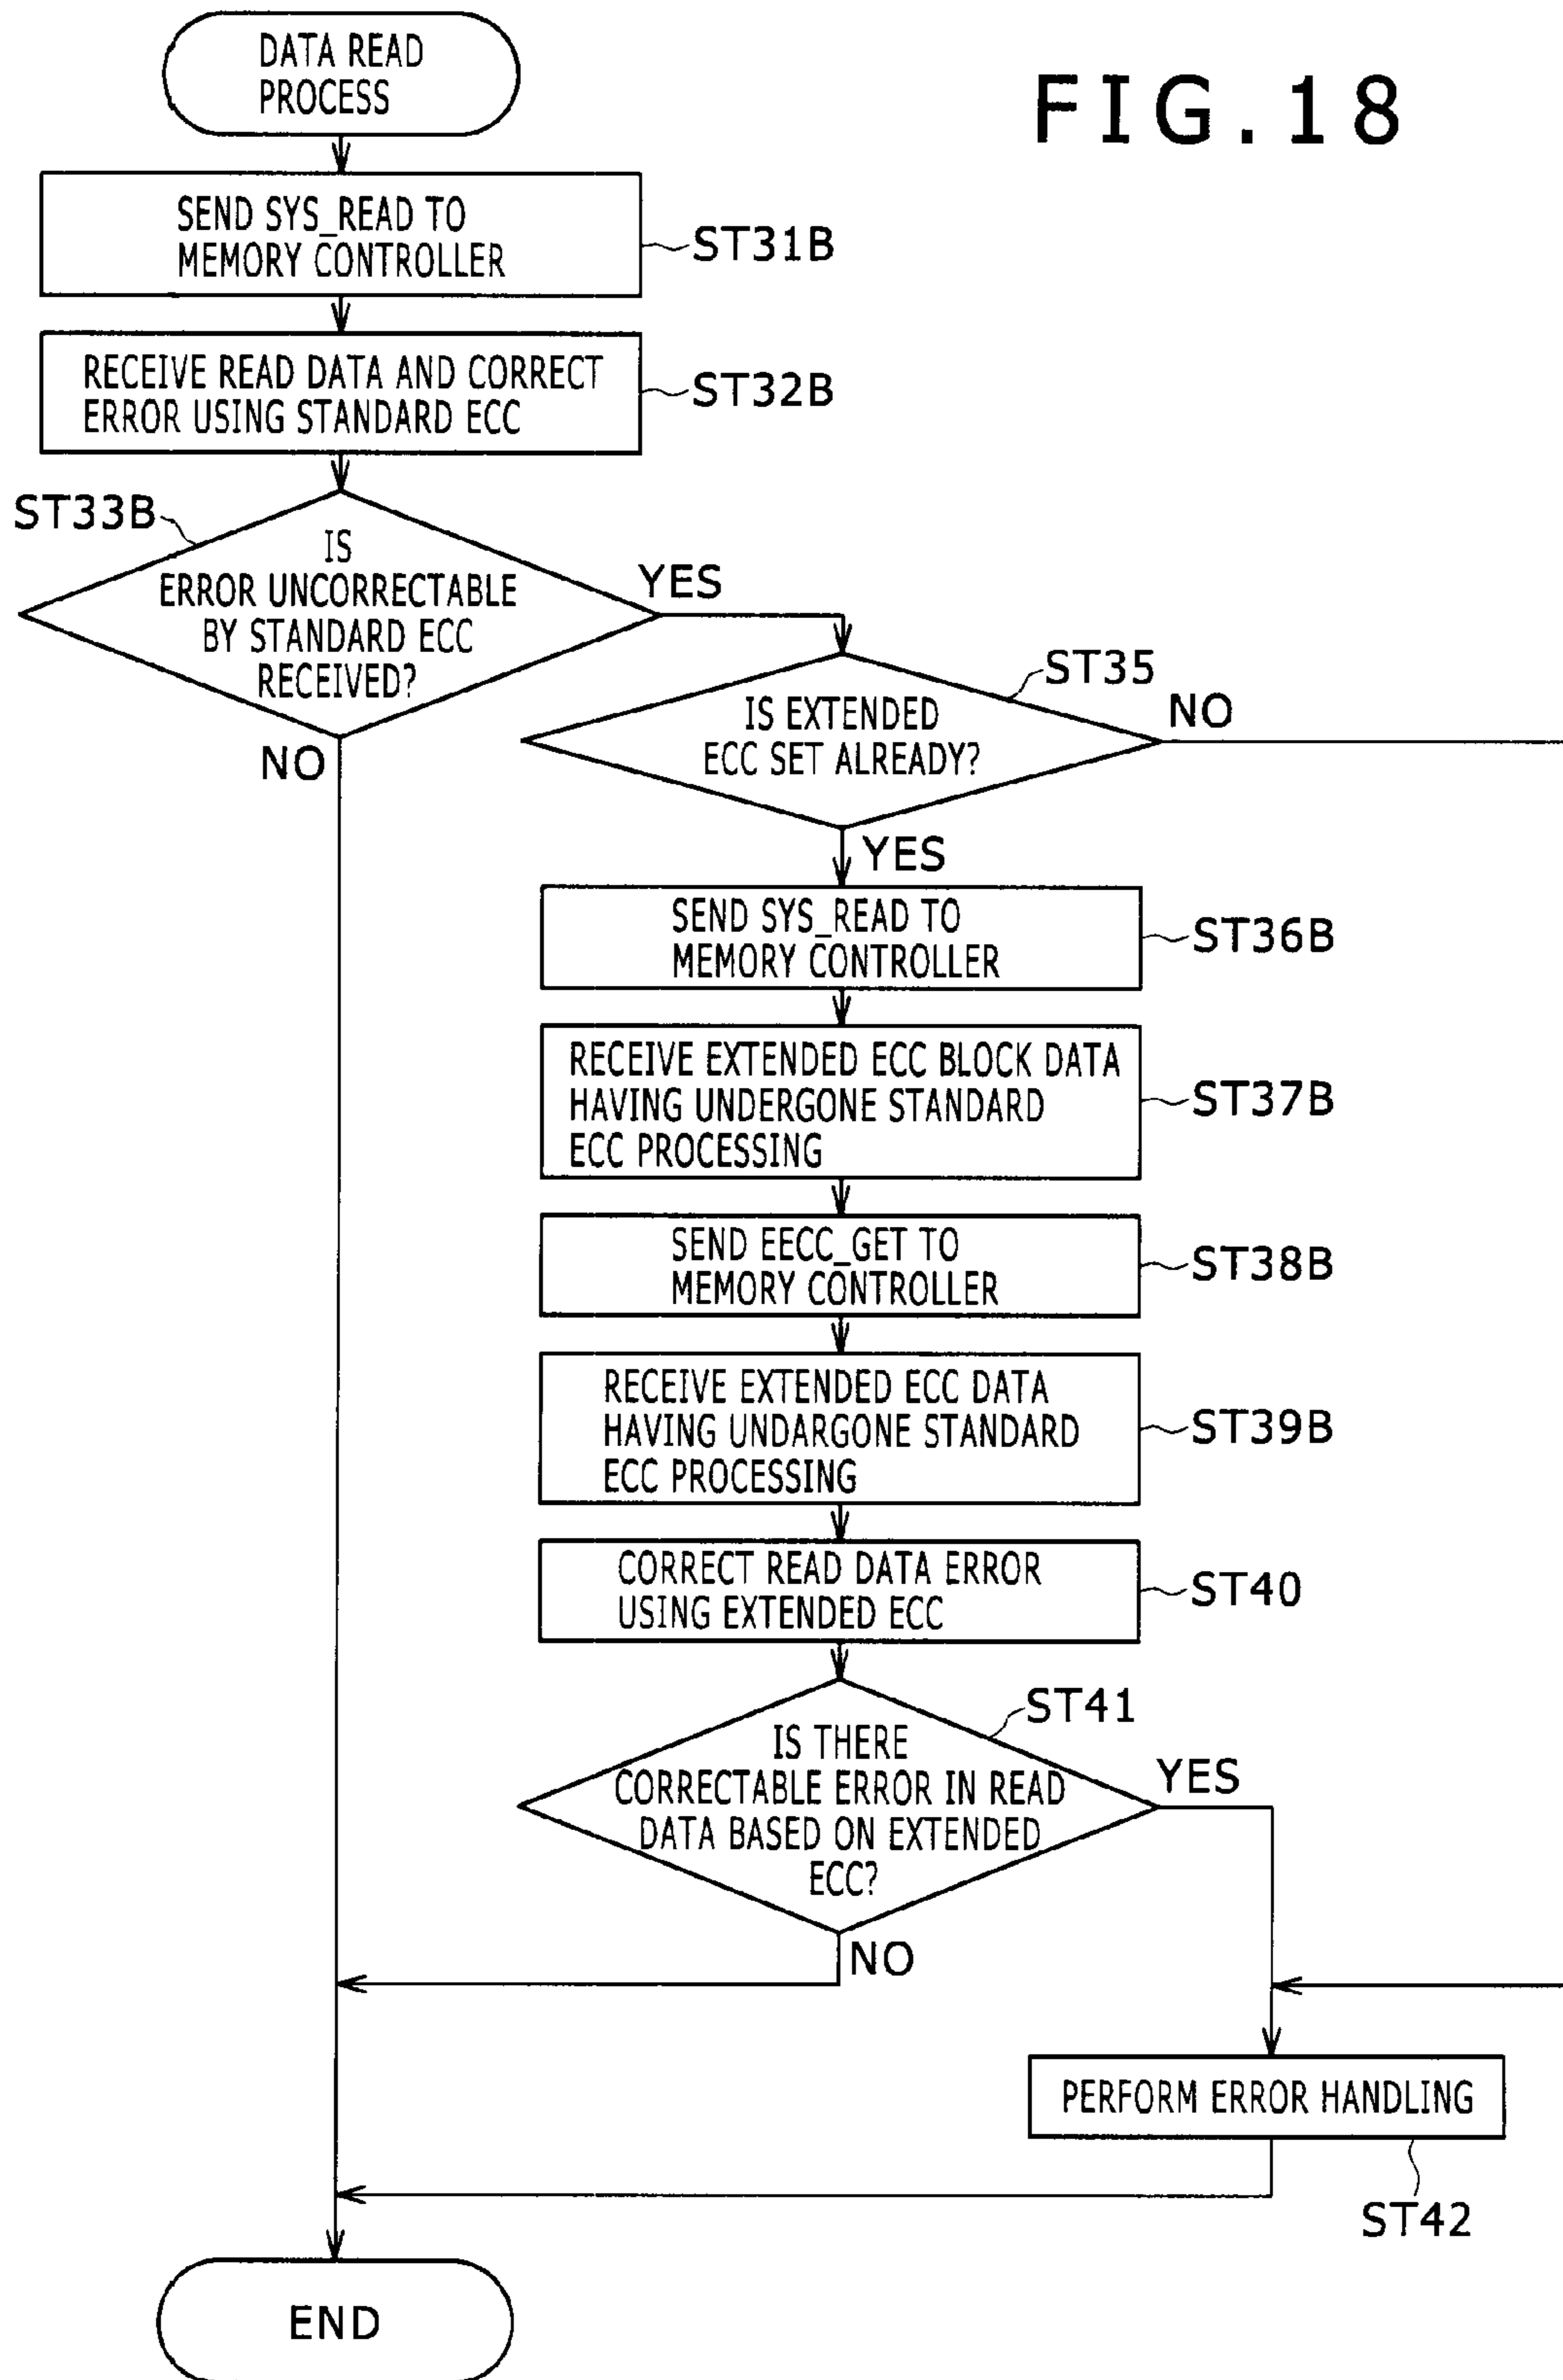 DATA READ
PROCESS
FIG.18
SEND SYS_READ TO
MEMORY CONTROLLER
ST31B
RECEIVE READ DATA AND CORRECT
ERROR USING STANDARD ECC
ST32B
ST33B
IS
ERROR UNCORRECTABLE
BY STANDARD ECC
RECEIVED?
YES
NO
ST35
IS EXTENDED
ECC SET ALREADY?
NO
YES
SEND SYS_READ TO
MEMORY CONTROLLER
ST36B
RECEIVE EXTENDED ECC BLOCK DATA
HAVING UNDERGONE STANDARD
ECC PROCESSING
ST37B
SEND EECC_GET TO
MEMORY CONTROLLER
ST38B
RECEIVE EXTENDED ECC DATA
HAVING UNDARGONE STANDARD
ECC PROCESSING
ST39B
CORRECT READ DATA ERROR
USING EXTENDED ECC
ST40
ST41
IS THERE
CORRECTABLE ERROR IN READ
DATA BASED ON EXTENDED
ECC?
YES
NO
PERFORM ERROR HANDLING
ST42
END